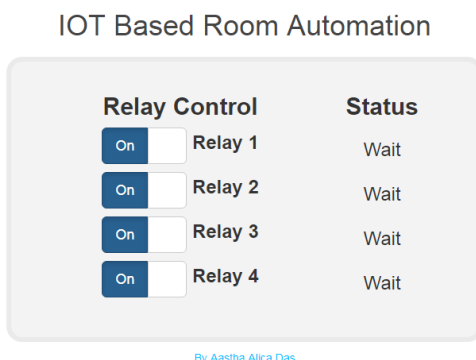 IOT Based Room Automation
Relay Control Status
On Relay 1 Wait
On Relay 2 Wait
On Relay 3 Wait
On Relay 4 Wait
By Aastha Alica Das